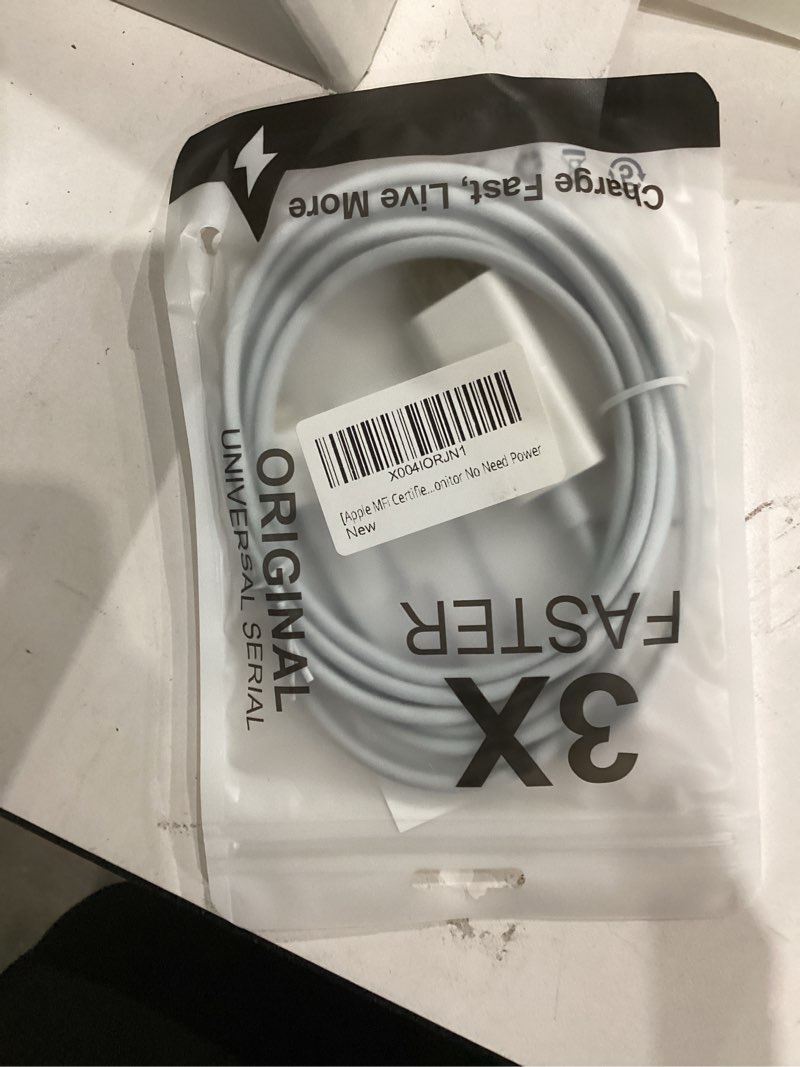 Charge Fast, Live More
X004IORJN1
[Apple MFi Certifie...onitor No Need Power
New
ORIGINAL
UNIVERSAL SERIAL
3X
FASTER